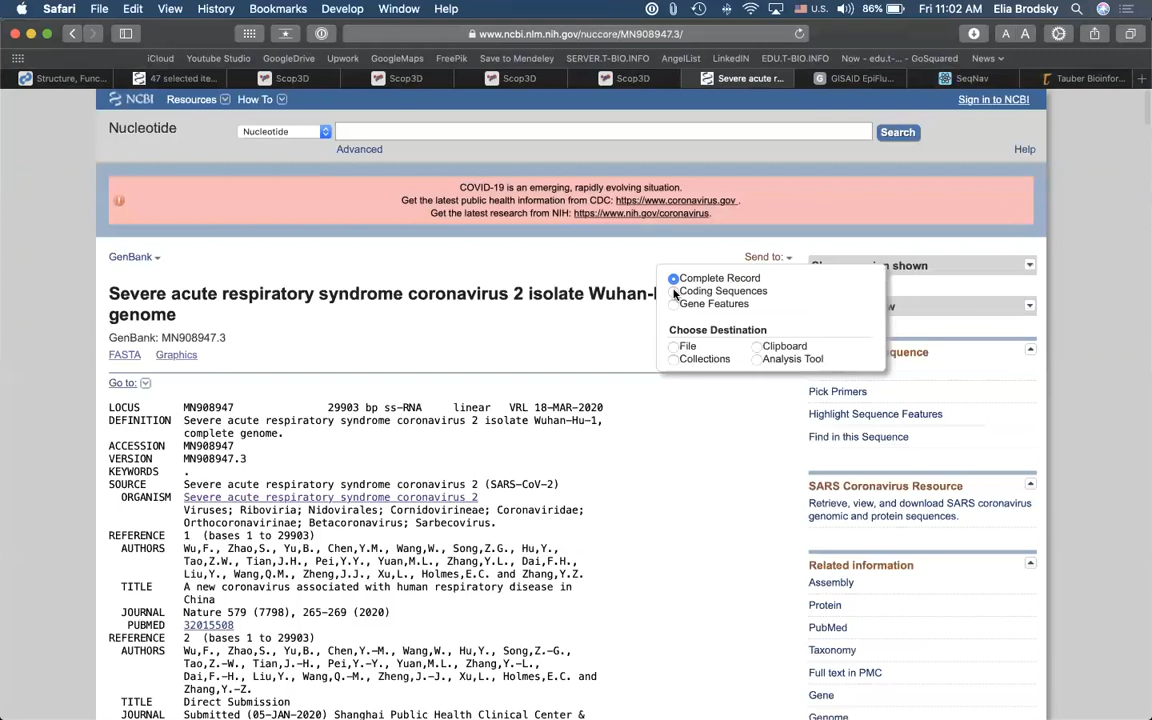 Safari File Edit View History Bookmarks Develop Window Help U.S. 86% Fri 11:02 AM Elia Brodsky
www.ncbi.nlm.nih.gov/nuccore/MN908947/ A A
iCloud Youtube Studio GoogleDrive Upwork GoogleMaps FreePik Save to Mendeley SERVER.T-BIO.INFO AngelList LinkedIN EDU.T-BIO.INFO Now - edu.t-... - GoSquared News
Structure, Func... 47 selected ite... Scop3D Scop3D Scop3D Scop3D Severe acute r... GISAID EpiFlu... SeqNav Tauber Bioinfor...
NCBI Resources How To Sign in to NCBI
Nucleotide Nucleotide Search
Advanced Help
COVID-19 is an emerging, rapidly evolving situation.
Get the latest public health information from CDC: https://www.coronavirus.gov .
Get the latest research from NIH: https://www.nih.gov/coronavirus.
GenBank Send to:
shown
Complete Record
Coding Sequences
Gene Features
Choose Destination
File Clipboard
Collections Analysis Tool
Severe acute respiratory syndrome coronavirus 2 isolate Wuhan-
genome
GenBank: MN908947.3
FASTA Graphics
Go to:
LOCUS MN908947 29903 bp ss-RNA linear VRL 18-MAR-2020
DEFINITION Severe acute respiratory syndrome coronavirus 2 isolate Wuhan-Hu-1,
complete genome.
ACCESSION MN908947
VERSION MN908947.3
KEYWORDS .
SOURCE Severe acute respiratory syndrome coronavirus 2 (SARS-CoV-2)
ORGANISM Severe acute respiratory syndrome coronavirus 2
Viruses; Riboviria; Nidovirales; Cornidovirineae; Coronaviridae;
Orthocoronavirinae; Betacoronavirus; Sarbecovirus.
REFERENCE 1 (bases 1 to 29903)
AUTHORS Wu,F., Zhao,S., Yu,B., Chen,Y.M., Wang,W., Song,Z.G., Hu,Y.,
Tao,Z.W., Tian,J.H., Pei,Y.Y., Yuan,M.L., Zhang,Y.L., Dai,F.H.,
Liu,Y., Wang,Q.M., Zheng,J.J., Xu,L., Holmes,E.C. and Zhang,Y.Z.
TITLE A new coronavirus associated with human respiratory disease in
China
JOURNAL Nature 579 (7798), 265-269 (2020)
PUBMED 32015508
REFERENCE 2 (bases 1 to 29903)
AUTHORS Wu,F., Zhao,S., Yu,B., Chen,Y.-M., Wang,W., Hu,Y., Song,Z.-G.,
Tao,Z.-W., Tian,J.-H., Pei,Y.-Y., Yuan,M.L., Zhang,Y.-L.,
Dai,F.-H., Liu,Y., Wang,Q.-M., Zheng,J.-J., Xu,L., Holmes,E.C. and
Zhang,Y.-Z.
TITLE Direct Submission
JOURNAL Submitted (05-JAN-2020) Shanghai Public Health Clinical Center &
Pick Primers
Highlight Sequence Features
Find in this Sequence
SARS Coronavirus Resource
Retrieve, view, and download SARS coronavirus
genomic and protein sequences.
Related information
Assembly
Protein
PubMed
Taxonomy
Full text in PMC
Gene
Genome